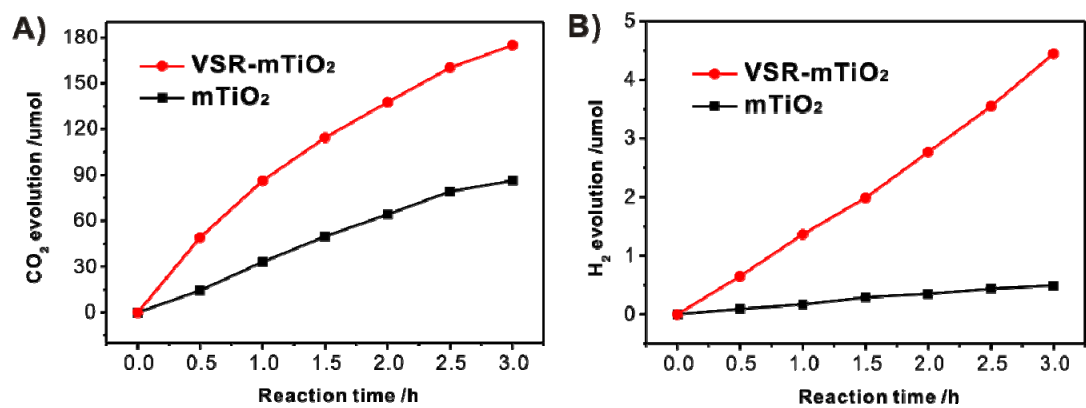 A)
CO₂ evolution /umol
180
150
120
90
60
30
0
VSR-mTiO₂
mTiO₂
0.0 0.5 1.0 1.5 2.0 2.5 3.0
Reaction time /h
B)
H₂ evolution /umol
5
4
3
2
1
0
VSR-mTiO₂
mTiO₂
0.0 0.5 1.0 1.5 2.0 2.5 3.0
Reaction time /h